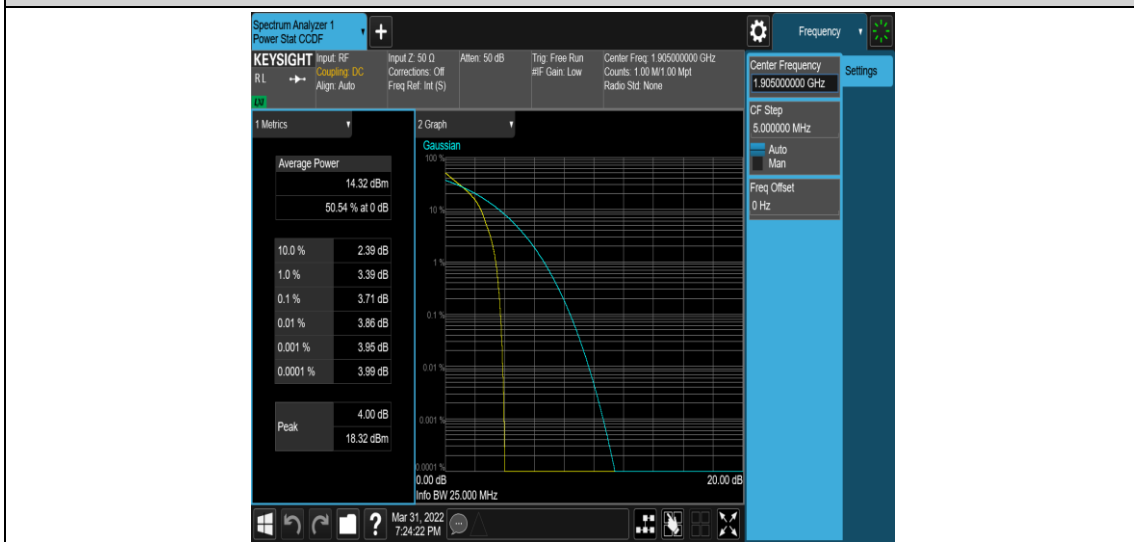 Spectrum Analyzer 1
Power Stat CCDF
+
Frequency
KEYSIGHT
RL
LXI
Input: RF
Coupling: DC
Align: Auto
Input Z: 50 Ω
Corrections: Off
Freq Ref: Int (S)
Atten: 50 dB
Trig: Free Run
#IF Gain: Low
Center Freq: 1.905000000 GHz
Counts: 1.00 M/1.00 Mpt
Radio Std: None
Center Frequency
1.905000000 GHz
Settings
CF Step
5.000000 MHz
Auto
Man
Freq Offset
0 Hz
1 Metrics
Average Power
14.32 dBm
50.54 % at 0 dB
10.0 % 2.39 dB
1.0 % 3.39 dB
0.1 % 3.71 dB
0.01 % 3.86 dB
0.001 % 3.95 dB
0.0001 % 3.99 dB
Peak
4.00 dB
18.32 dBm
2 Graph
Gaussian
100 %
10 %
1 %
0.1 %
0.01 %
0.001 %
0.0001 %
0.00 dB 20.00 dB
Info BW 25.000 MHz
?
Mar 31, 2022
7:24:22 PM